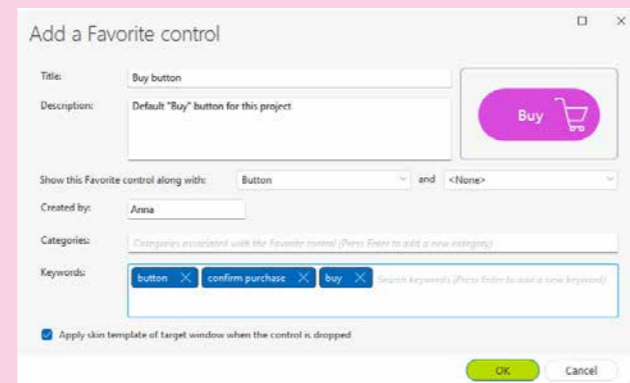 Add a Favorite control
Title: Buy button
Description: Default "Buy" button for this project
Buy
Show this Favorite control along with: Button and <None>
Created by: Anna
Categories: Categories associated with the Favorite control (Press Enter to add a new category)
Keywords: button confirm purchase buy Search keywords (Press Enter to add a new keyword)
Apply skin template of target window when the control is dropped
OK Cancel